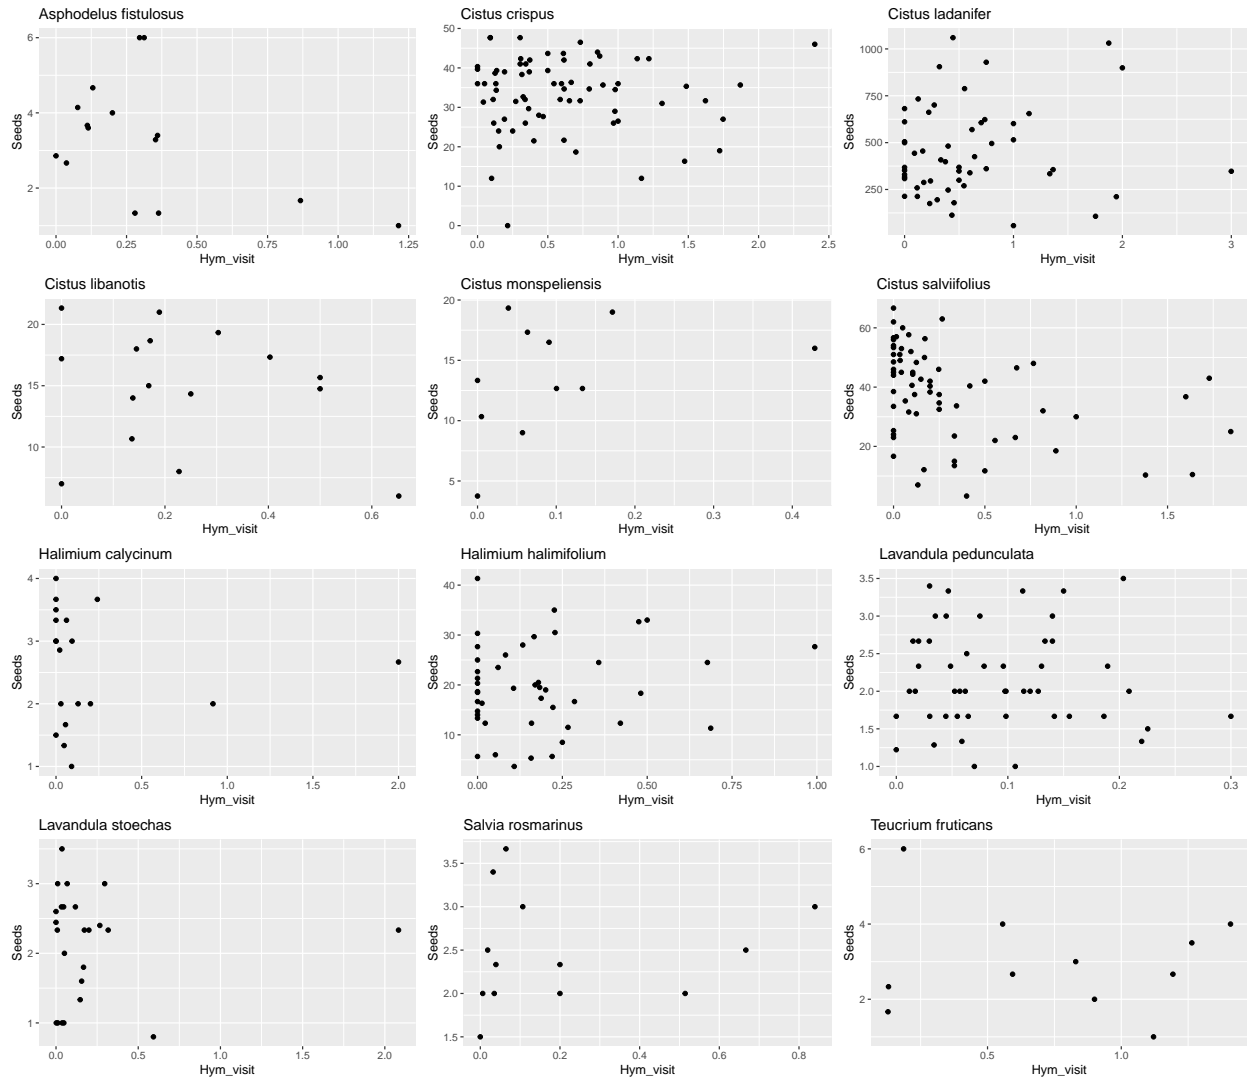 Asphodelus fistulosus
6
4
2
0.00 0.25 0.50 0.75 1.00 1.25
Hym_visit
Seeds
Cistus crispus
50
40
30
20
10
0
0.0 0.5 1.0 1.5 2.0 2.5
Hym_visit
Seeds
Cistus ladanifer
1000
750
500
250
0 1 2 3
Hym_visit
Seeds
Cistus libanotis
20
15
10
0.0 0.2 0.4 0.6
Hym_visit
Seeds
Cistus monspeliensis
20
15
10
5
0.0 0.1 0.2 0.3 0.4
Hym_visit
Seeds
Cistus salviifolius
60
40
20
0.0 0.5 1.0 1.5
Hym_visit
Seeds
Halimium calycinum
4
3
2
1
0.0 0.5 1.0 1.5 2.0
Hym_visit
Seeds
Halimium halimifolium
40
30
20
10
0.00 0.25 0.50 0.75 1.00
Hym_visit
Seeds
Lavandula pedunculata
3.5
3.0
2.5
2.0
1.5
1.0
0.0 0.1 0.2 0.3
Hym_visit
Seeds
Lavandula stoechas
3
2
1
0.0 0.5 1.0 1.5 2.0
Hym_visit
Seeds
Salvia rosmarinus
3.5
3.0
2.5
2.0
1.5
0.0 0.2 0.4 0.6 0.8
Hym_visit
Seeds
Teucrium fruticans
6
4
2
0.5 1.0
Hym_visit
Seeds